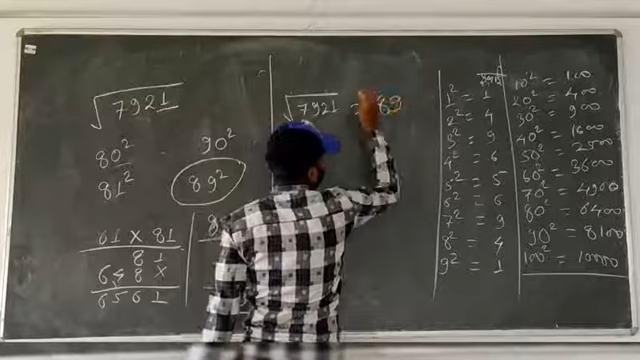 √7921
80²
81²
90²
89²
81 × 81
81
648×
6561
8
√7921 = 89
1² = 1
2² = 4
3² = 9
4² = 6
5² = 5
6² = 6
7² = 9
8² = 4
9² = 1
10² = 100
20² = 400
30² = 900
40² = 1600
50² = 2500
60² = 3600
70² = 4900
80² = 6400
90² = 8100
100² = 10000